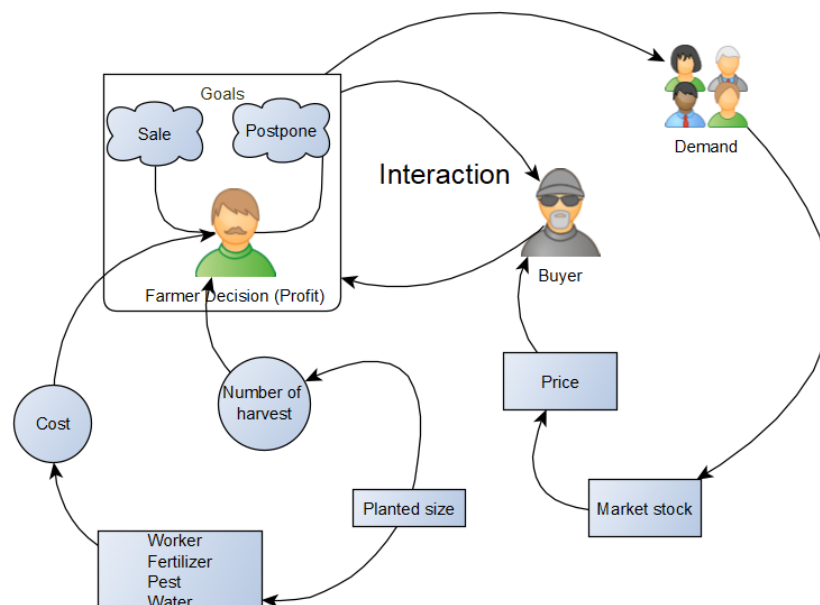 Goals
Sale
Postpone
Interaction
Demand
Buyer
Farmer Decision (Profit)
Number of
harvest
Price
Cost
Planted size
Market stock
Worker
Fertilizer
Pest
Water